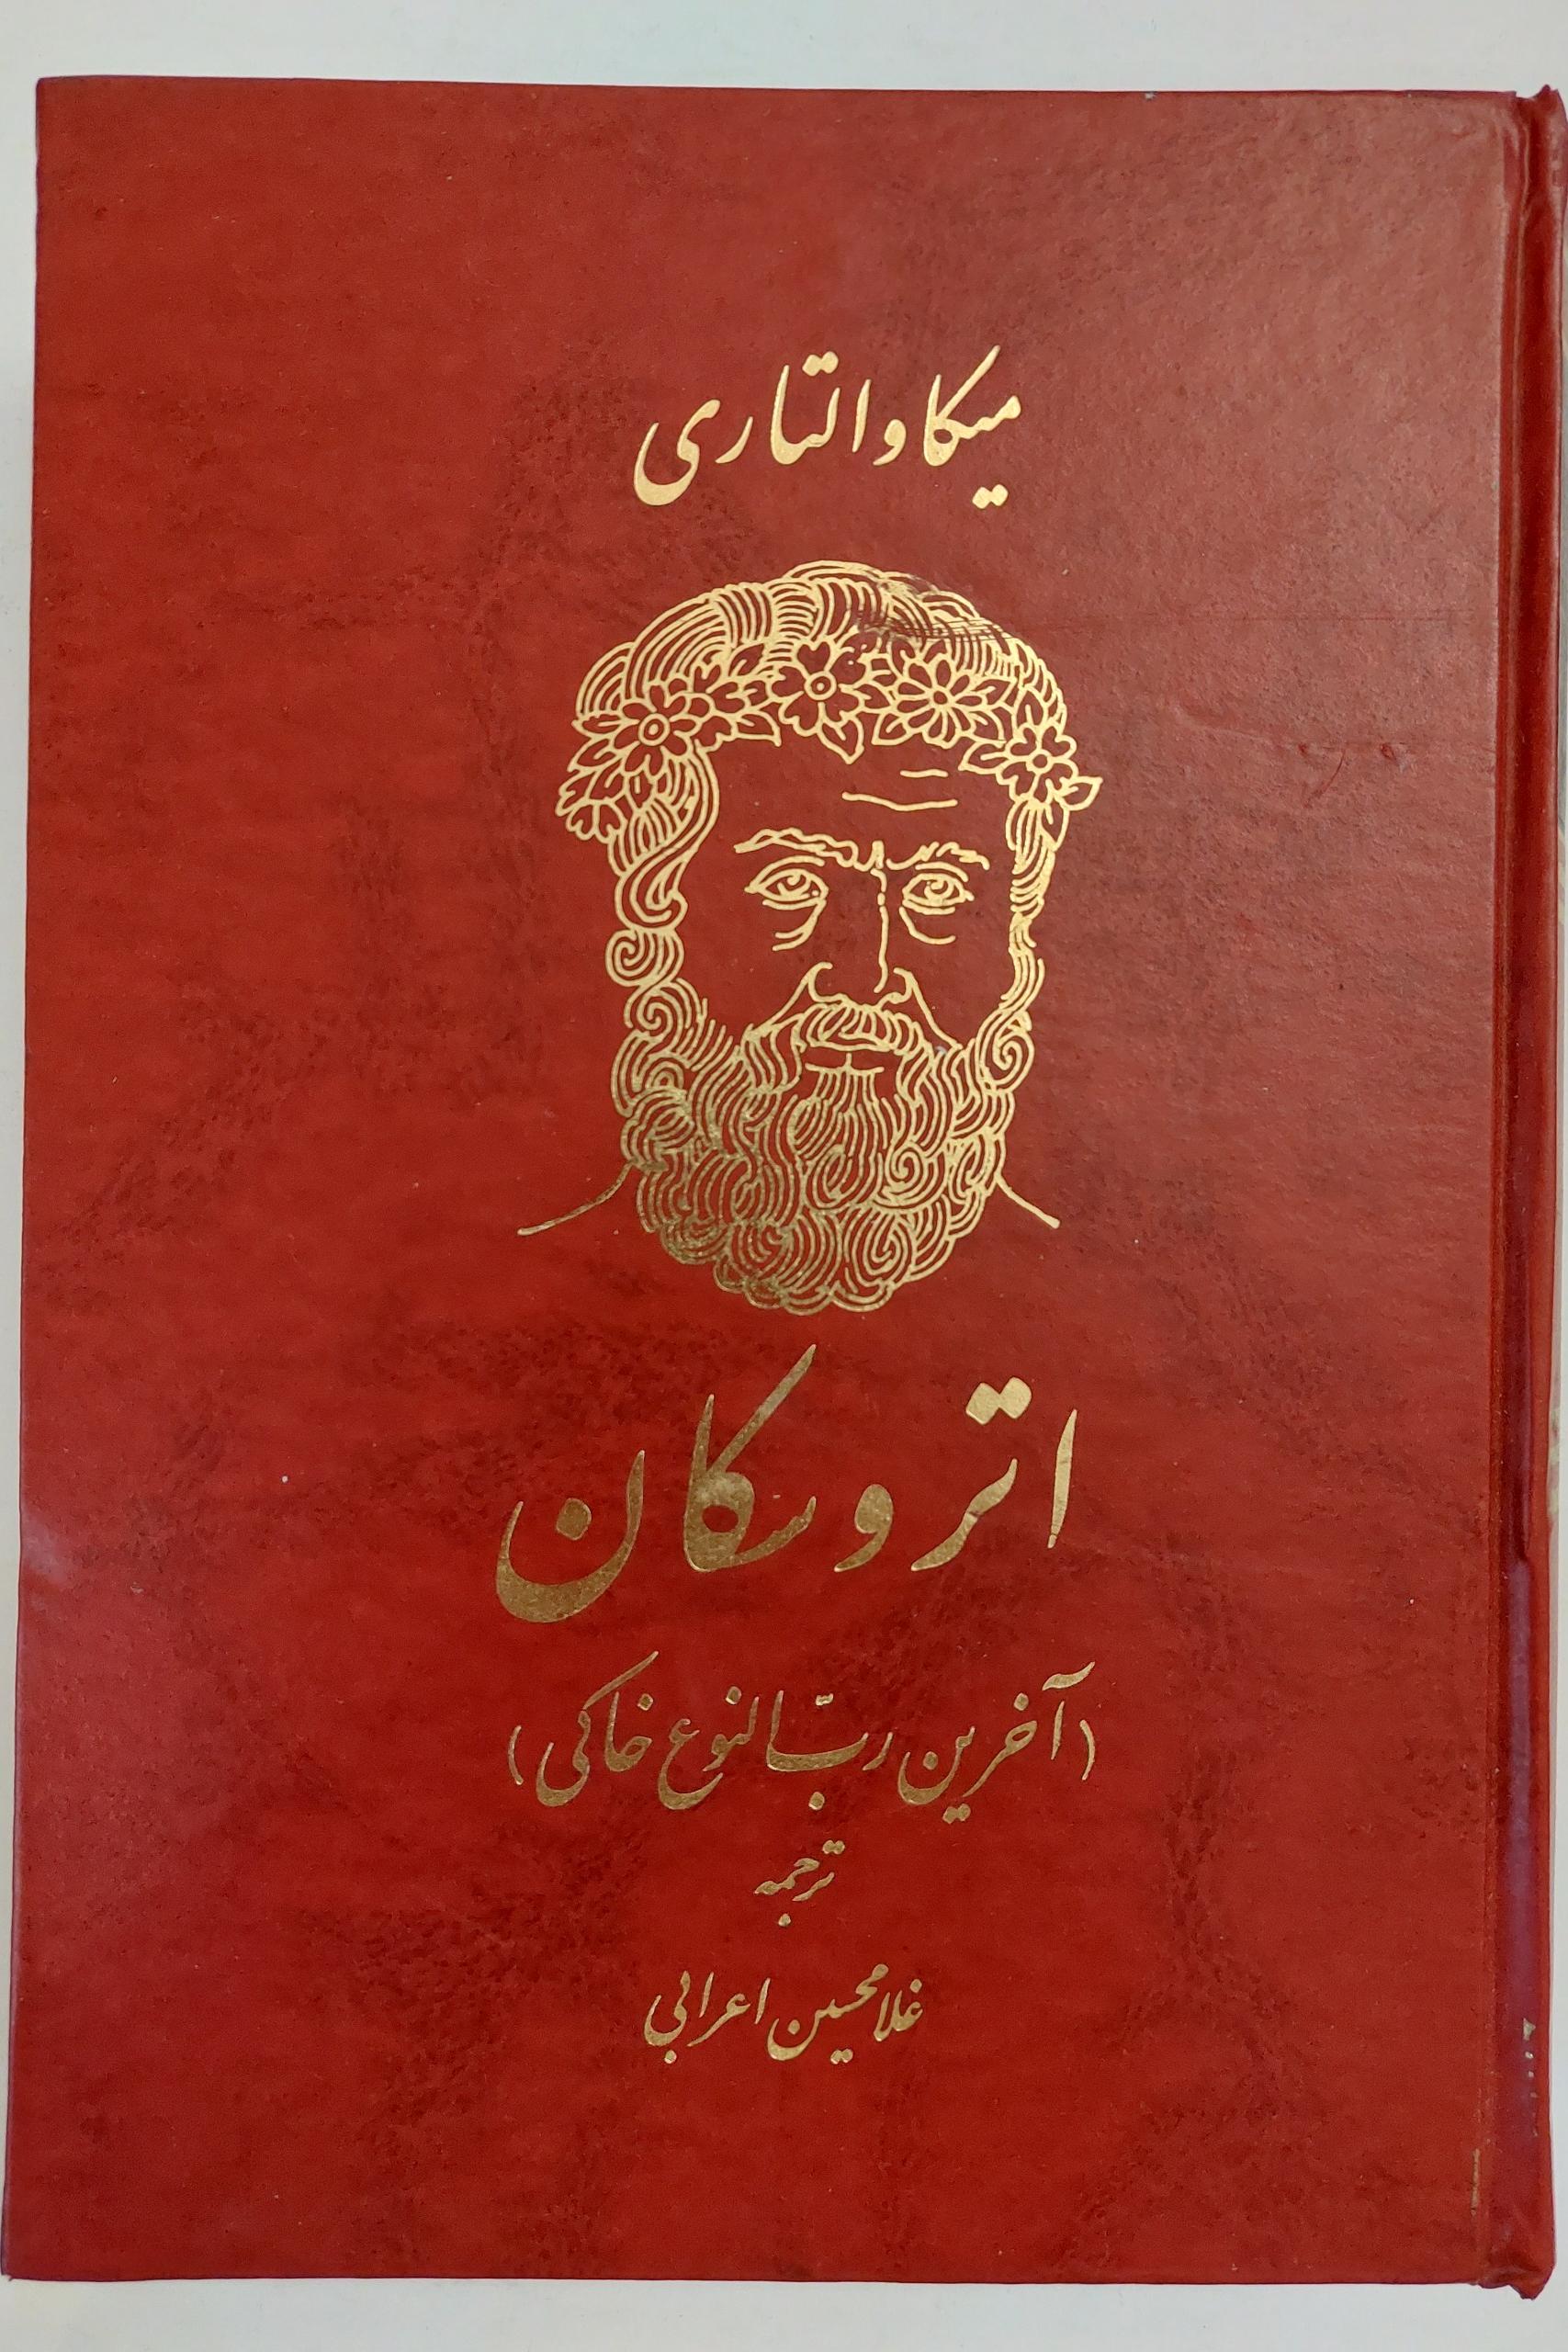 میکا والتاری
اتروسکان
(آخرین ربّ‌النوع خاکی)
ترجمه
غلامحسین اعرابی